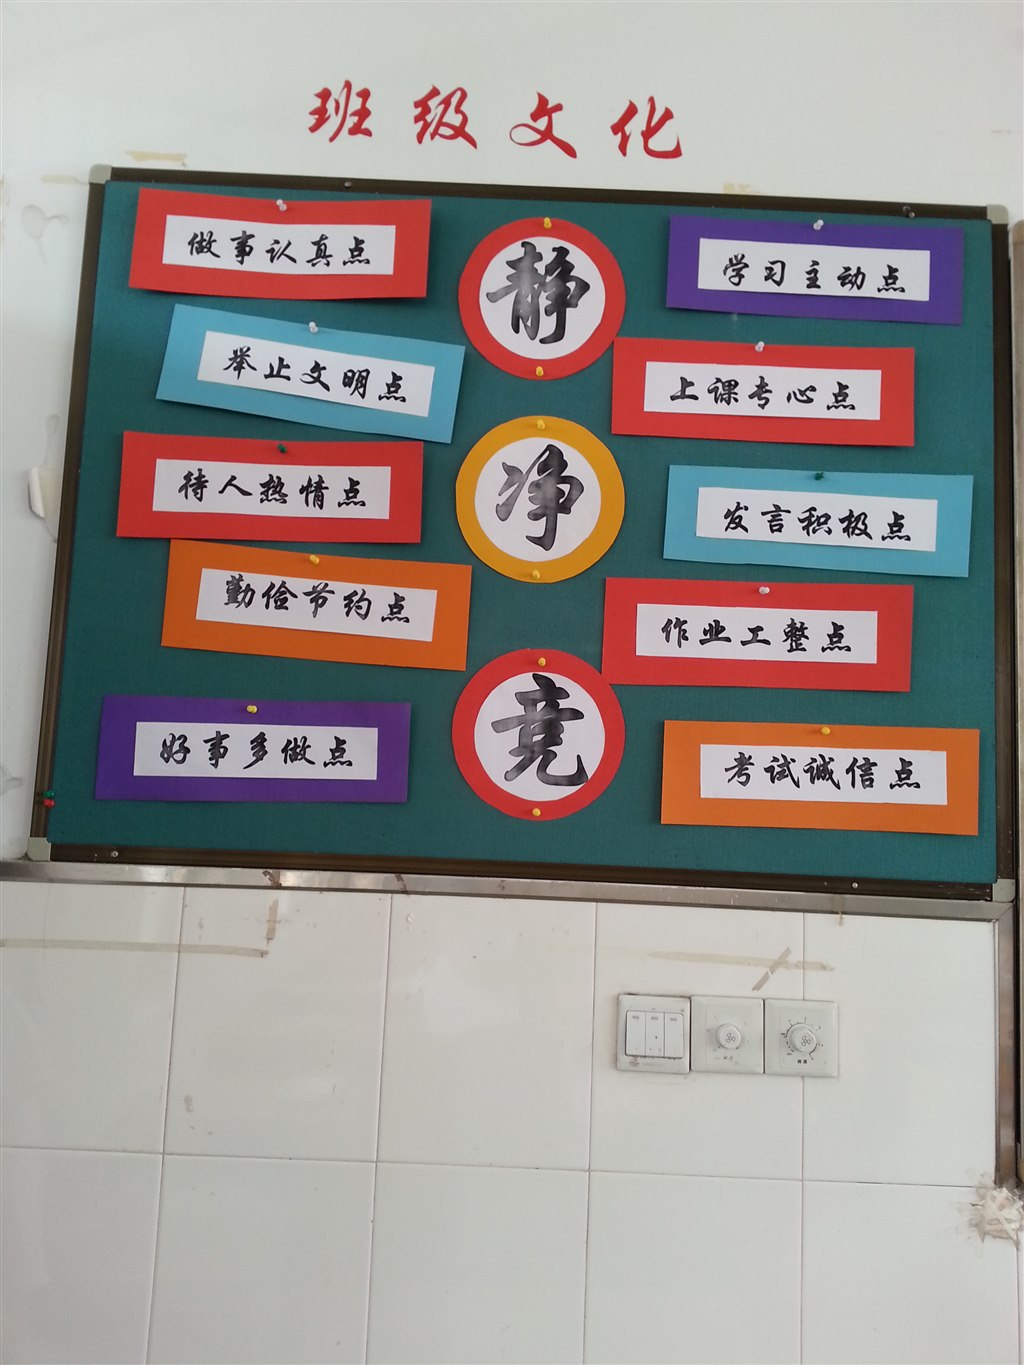 班级文化
做事认真点
举止文明点
待人热情点
勤俭节约点
好事多做点
静
净
竞
学习主动点
上课专心点
发言积极点
作业工整点
考试诚信点